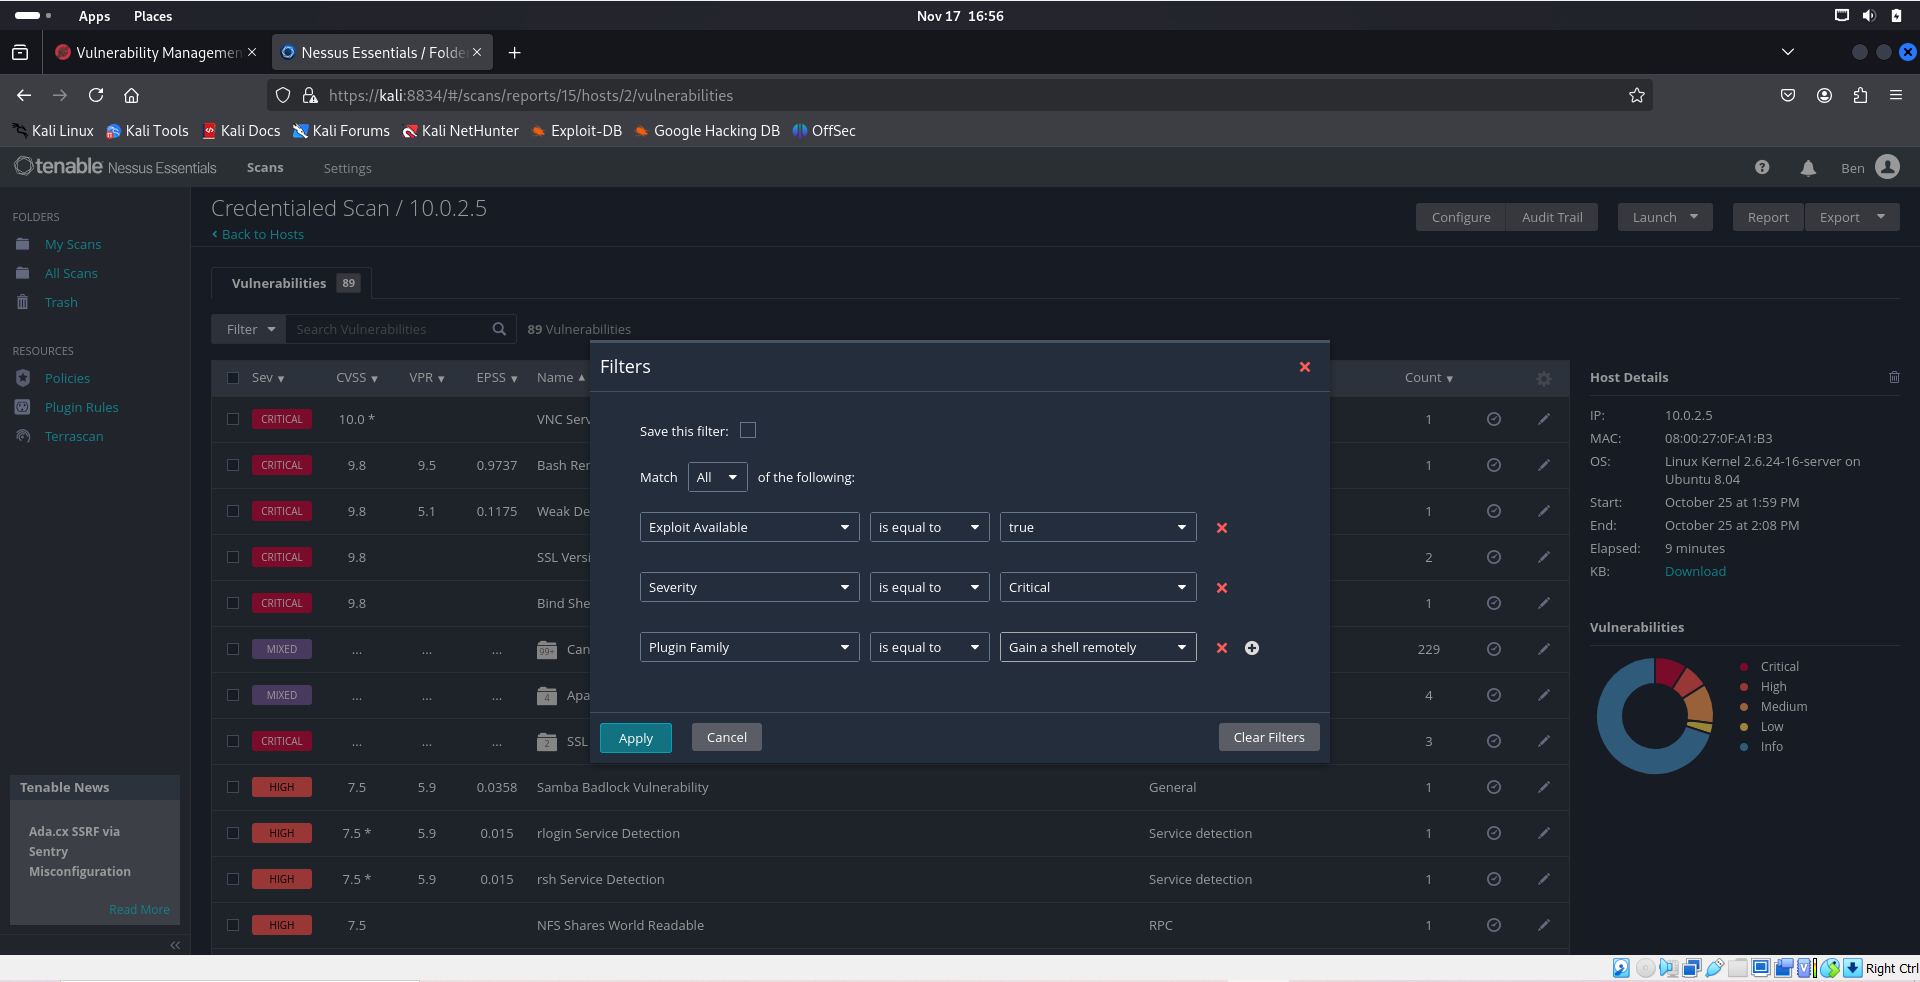 Apps Places Nov 17 16:56
Vulnerability Managemen Nessus Essentials / Folde
https://kali:8834/#/scans/reports/15/hosts/2/vulnerabilities
Kali Linux Kali Tools Kali Docs Kali Forums Kali NetHunter Exploit-DB Google Hacking DB OffSec
tenable Nessus Essentials Scans Settings Ben
FOLDERS
My Scans
All Scans
Trash
RESOURCES
Policies
Plugin Rules
Terrascan
Tenable News
Ada.cx SSRF via
Sentry
Misconfiguration
Read More
Credentialed Scan / 10.0.2.5
Back to Hosts
Configure Audit Trail Launch Report Export
Vulnerabilities 89
Filter Search Vulnerabilities 89 Vulnerabilities
Sev CVSS VPR EPSS Name Count
CRITICAL 10.0 * VNC Serv 1
CRITICAL 9.8 9.5 0.9737 Bash Rem 1
CRITICAL 9.8 5.1 0.1175 Weak De 1
CRITICAL 9.8 SSL Versi 2
CRITICAL 9.8 Bind She 1
MIXED ... ... ... 99+ Can 229
MIXED ... ... ... 4 Apa 4
CRITICAL ... ... ... 2 SSL 3
HIGH 7.5 5.9 0.0358 Samba Badlock Vulnerability General 1
HIGH 7.5 * 5.9 0.015 rlogin Service Detection Service detection 1
HIGH 7.5 * 5.9 0.015 rsh Service Detection Service detection 1
HIGH 7.5 NFS Shares World Readable RPC 1
Filters
Save this filter:
Match All of the following:
Exploit Available is equal to true
Severity is equal to Critical
Plugin Family is equal to Gain a shell remotely
Apply Cancel Clear Filters
Host Details
IP: 10.0.2.5
MAC: 08:00:27:0F:A1:B3
OS: Linux Kernel 2.6.24-16-server on
Ubuntu 8.04
Start: October 25 at 1:59 PM
End: October 25 at 2:08 PM
Elapsed: 9 minutes
KB: Download
Vulnerabilities
Critical
High
Medium
Low
Info
Right Ctrl